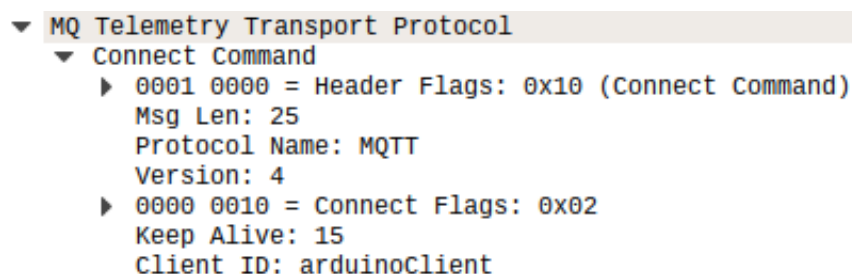 MQ Telemetry Transport Protocol
Connect Command
0001 0000 = Header Flags: 0x10 (Connect Command)
Msg Len: 25
Protocol Name: MQTT
Version: 4
0000 0010 = Connect Flags: 0x02
Keep Alive: 15
Client ID: arduinoClient